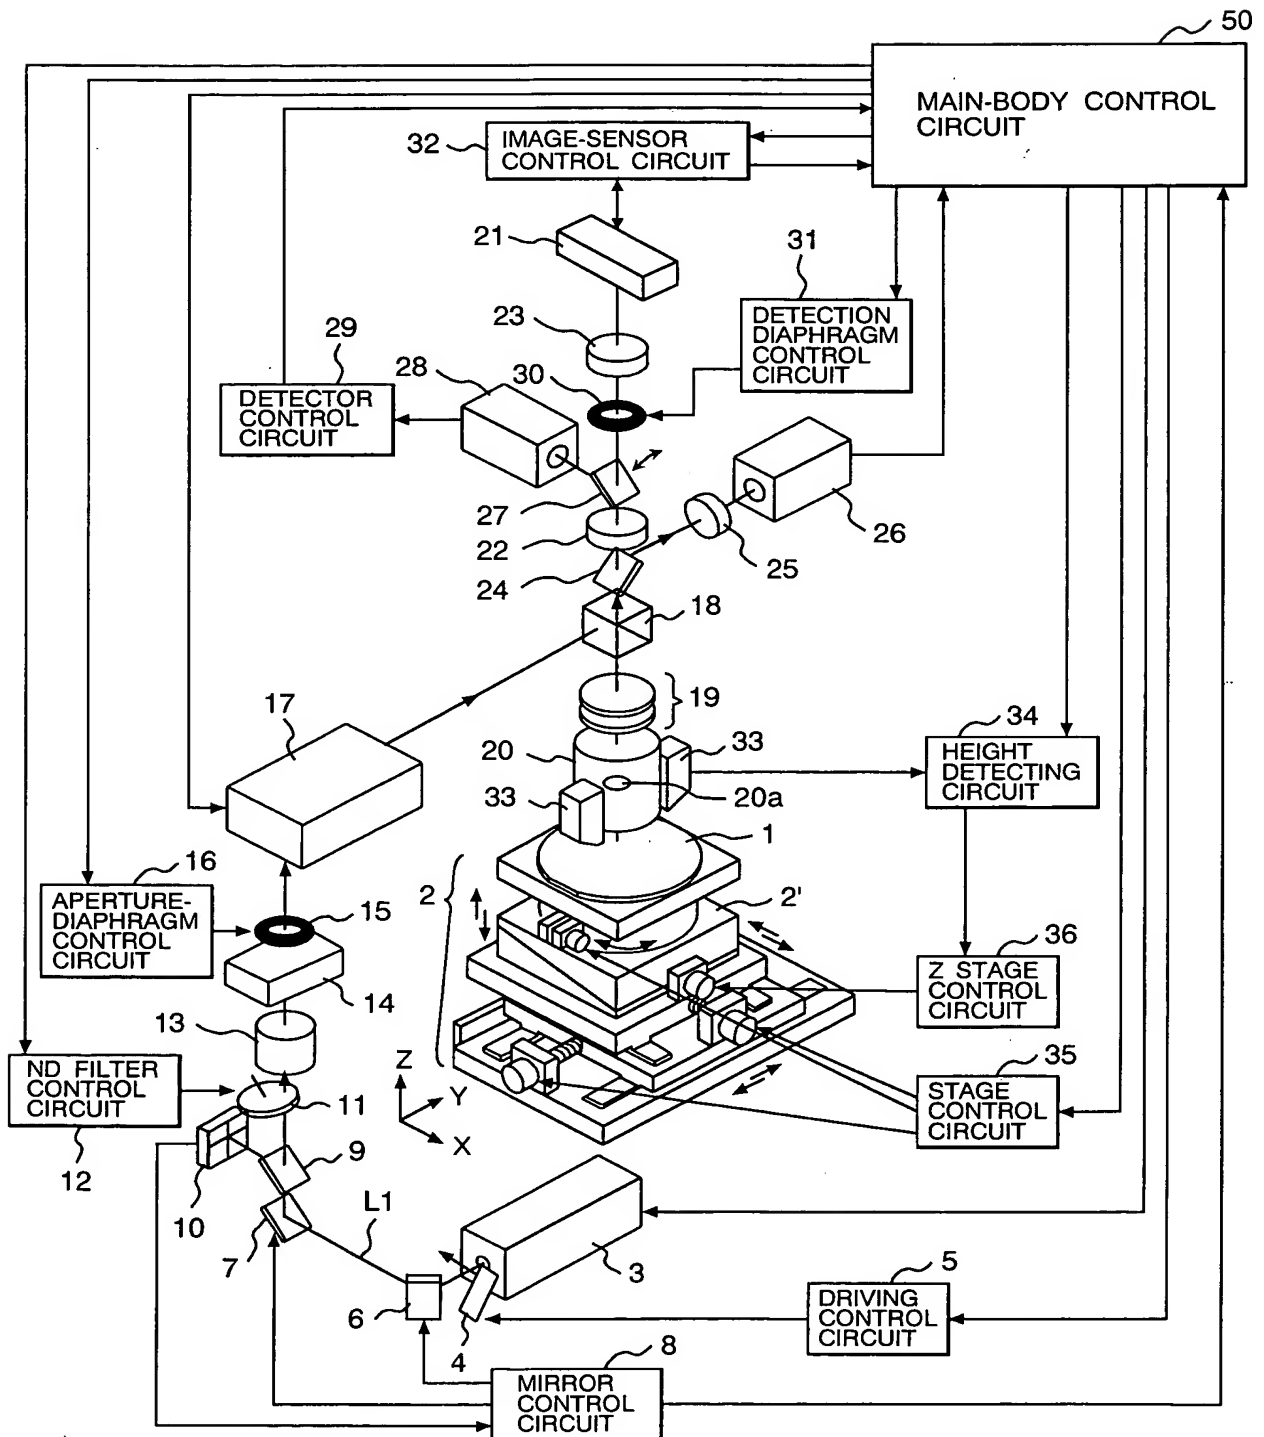 50
MAIN-BODY CONTROL
CIRCUIT
32
IMAGE-SENSOR
CONTROL CIRCUIT
21
31
DETECTION
DIAPHRAGM
CONTROL
CIRCUIT
23
29
28
30
DETECTOR
CONTROL
CIRCUIT
27
26
22
25
24
18
17
19
34
20
33
HEIGHT
DETECTING
CIRCUIT
33
20a
1
16
2
2'
APERTURE-
DIAPHRAGM
CONTROL
CIRCUIT
15
36
Z STAGE
CONTROL
CIRCUIT
14
13
35
ND FILTER
CONTROL
CIRCUIT
Z
Y
X
STAGE
CONTROL
CIRCUIT
11
12
9
10
L1
7
3
5
6
DRIVING
CONTROL
CIRCUIT
4
8
MIRROR
CONTROL
CIRCUIT